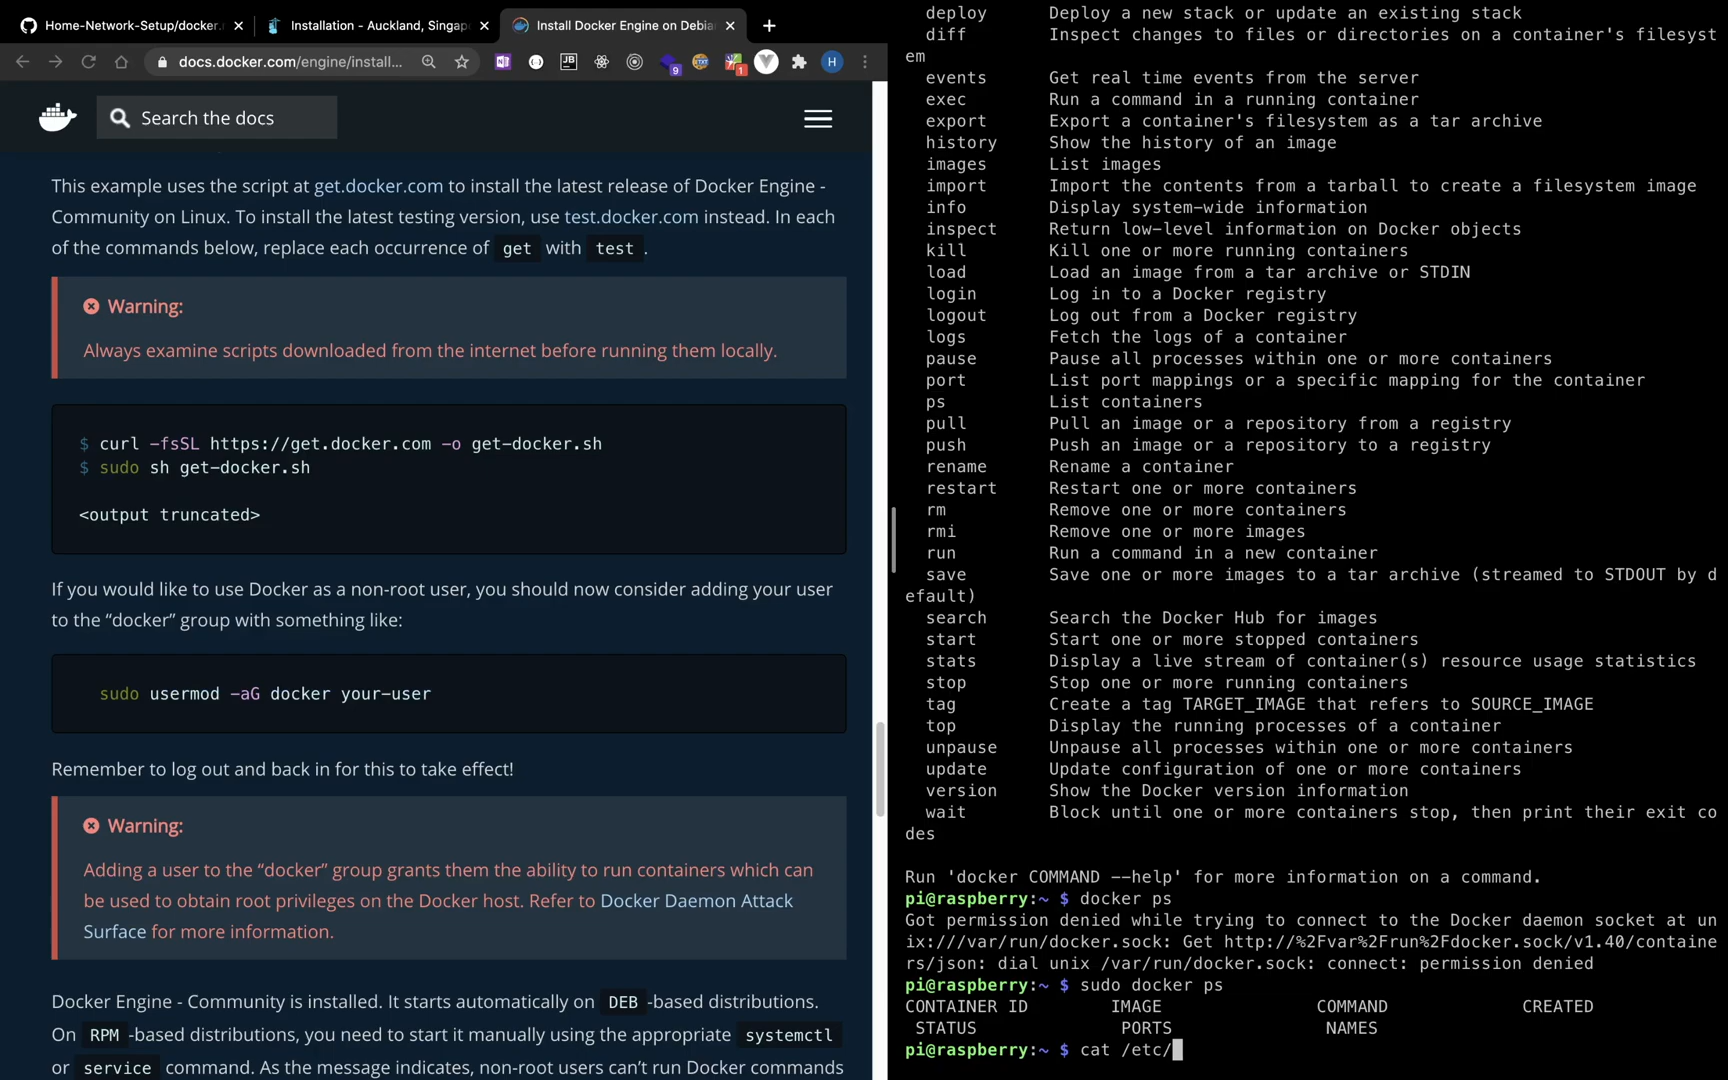 Home-Network-Setup/docker.
Installation - Auckland, Singap
Install Docker Engine on Debia
docs.docker.com/engine/install...
JB
9
1
H
Search the docs
This example uses the script at get.docker.com to install the latest release of Docker Engine -
Community on Linux. To install the latest testing version, use test.docker.com instead. In each
of the commands below, replace each occurrence of get with test .
Warning:
Always examine scripts downloaded from the internet before running them locally.
$ curl -fsSL https://get.docker.com -o get-docker.sh
$ sudo sh get-docker.sh
<output truncated>
If you would like to use Docker as a non-root user, you should now consider adding your user
to the “docker” group with something like:
sudo usermod -aG docker your-user
Remember to log out and back in for this to take effect!
Warning:
Adding a user to the “docker” group grants them the ability to run containers which can
be used to obtain root privileges on the Docker host. Refer to Docker Daemon Attack
Surface for more information.
Docker Engine - Community is installed. It starts automatically on DEB -based distributions.
On RPM -based distributions, you need to start it manually using the appropriate systemctl
or service command. As the message indicates, non-root users can’t run Docker commands
deploy Deploy a new stack or update an existing stack
diff Inspect changes to files or directories on a container's filesyst
em
events Get real time events from the server
exec Run a command in a running container
export Export a container's filesystem as a tar archive
history Show the history of an image
images List images
import Import the contents from a tarball to create a filesystem image
info Display system-wide information
inspect Return low-level information on Docker objects
kill Kill one or more running containers
load Load an image from a tar archive or STDIN
login Log in to a Docker registry
logout Log out from a Docker registry
logs Fetch the logs of a container
pause Pause all processes within one or more containers
port List port mappings or a specific mapping for the container
ps List containers
pull Pull an image or a repository from a registry
push Push an image or a repository to a registry
rename Rename a container
restart Restart one or more containers
rm Remove one or more containers
rmi Remove one or more images
run Run a command in a new container
save Save one or more images to a tar archive (streamed to STDOUT by d
efault)
search Search the Docker Hub for images
start Start one or more stopped containers
stats Display a live stream of container(s) resource usage statistics
stop Stop one or more running containers
tag Create a tag TARGET_IMAGE that refers to SOURCE_IMAGE
top Display the running processes of a container
unpause Unpause all processes within one or more containers
update Update configuration of one or more containers
version Show the Docker version information
wait Block until one or more containers stop, then print their exit co
des
Run 'docker COMMAND --help' for more information on a command.
pi@raspberry:~ $ docker ps
Got permission denied while trying to connect to the Docker daemon socket at un
ix:///var/run/docker.sock: Get http://%2Fvar%2Frun%2Fdocker.sock/v1.40/containe
rs/json: dial unix /var/run/docker.sock: connect: permission denied
pi@raspberry:~ $ sudo docker ps
CONTAINER ID IMAGE COMMAND CREATED
STATUS PORTS NAMES
pi@raspberry:~ $ cat /etc/